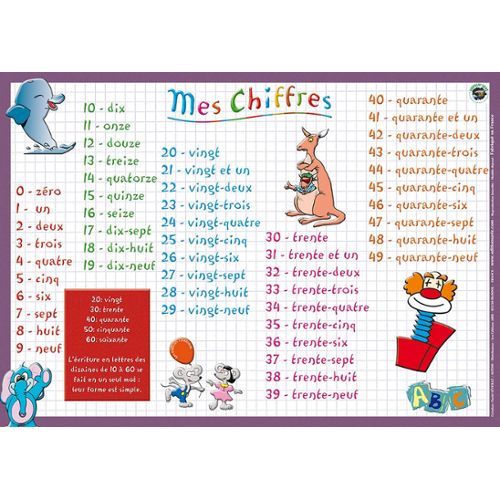 Mes Chiffres
0 - zéro
1 - un
2 - deux
3 - trois
4 - quatre
5 - cinq
6 - six
7 - sept
8 - huit
9 - neuf
10 - dix
11 - onze
12 - douze
13 - treize
14 - quatorze
15 - quinze
16 - seize
17 - dix-sept
18 - dix-huit
19 - dix-neuf
20: vingt
30: trente
40: quarante
50: cinquante
60: soixante
L'écriture en lettres des
dizaines de 10 à 60 se
fait en un seul mot :
leur forme est simple.
20 - vingt
21 - vingt et un
22 - vingt-deux
23 - vingt-trois
24 - vingt-quatre
25 - vingt-cinq
26 - vingt-six
27 - vingt-sept
28 - vingt-huit
29 - vingt-neuf
30 - trente
31 - trente et un
32 - trente-deux
33 - trente-trois
34 - trente-quatre
35 - trente-cinq
36 - trente-six
37 - trente-sept
38 - trente-huit
39 - trente-neuf
40 - quarante
41 - quarante et un
42 - quarante-deux
43 - quarante-trois
44 - quarante-quatre
45 - quarante-cinq
46 - quarante-six
47 - quarante-sept
48 - quarante-huit
49 - quarante-neuf
A B C